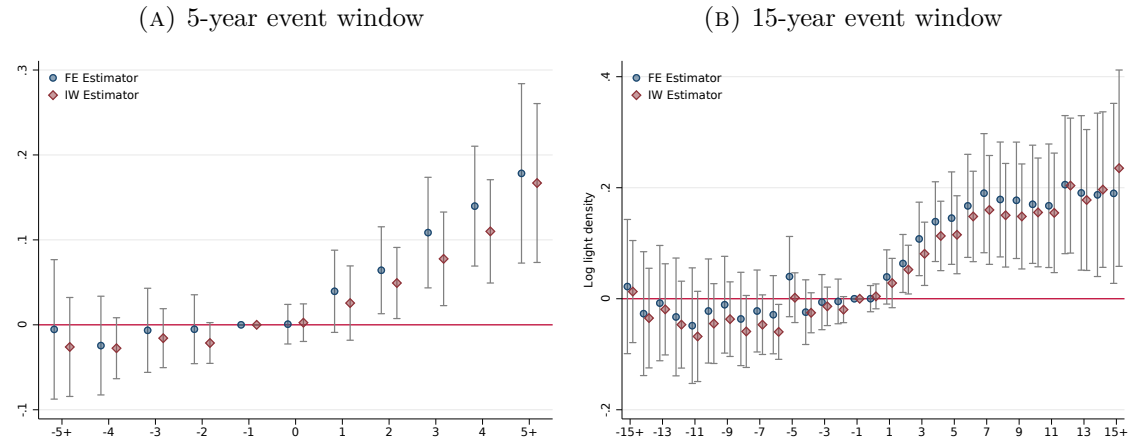 (A) 5-year event window
.3
.2
.1
0
-.1
FE Estimator
IW Estimator
-5+ -4 -3 -2 -1 0 1 2 3 4 5+
(B) 15-year event window
Log light density
.4
.2
0
-.2
FE Estimator
IW Estimator
-15+ -13 -11 -9 -7 -5 -3 -1 1 3 5 7 9 11 13 15+